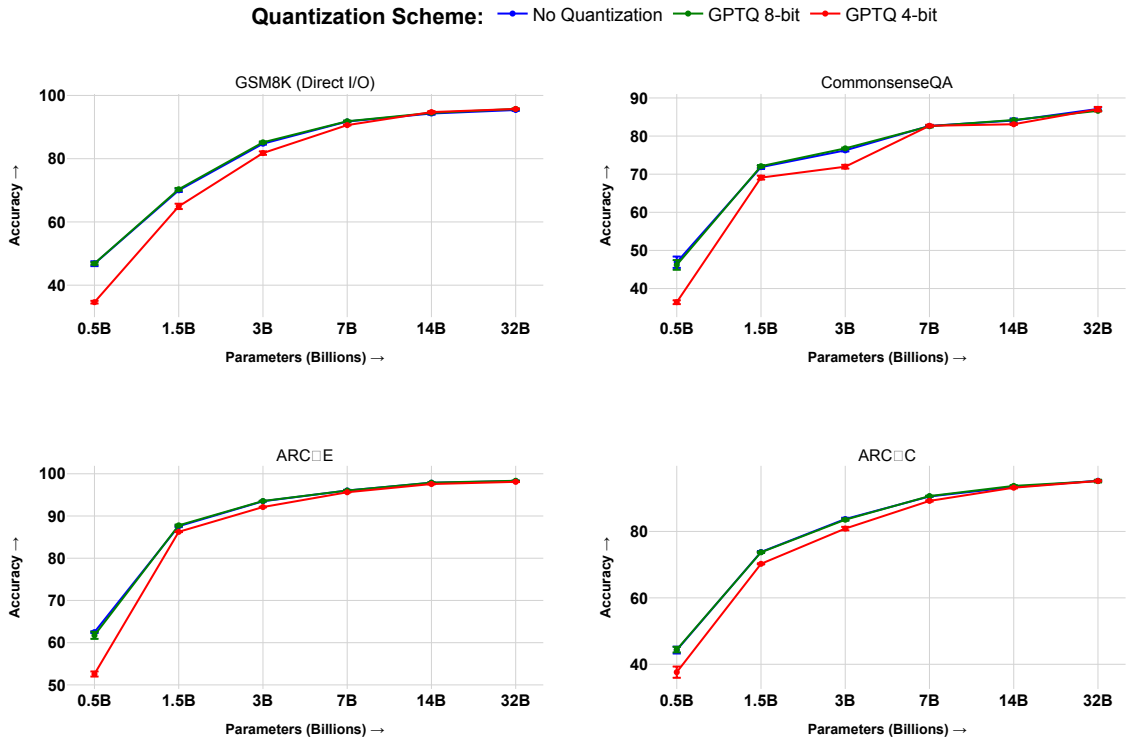 Quantization Scheme: No Quantization GPTQ 8-bit GPTQ 4-bit
GSM8K (Direct I/O)
Accuracy →
100
80
60
40
0.5B 1.5B 3B 7B 14B 32B
Parameters (Billions) →
CommonsenseQA
Accuracy →
90
80
70
60
50
40
0.5B 1.5B 3B 7B 14B 32B
Parameters (Billions) →
ARC□E
Accuracy →
100
90
80
70
60
50
0.5B 1.5B 3B 7B 14B 32B
Parameters (Billions) →
ARC□C
Accuracy →
80
60
40
0.5B 1.5B 3B 7B 14B 32B
Parameters (Billions) →